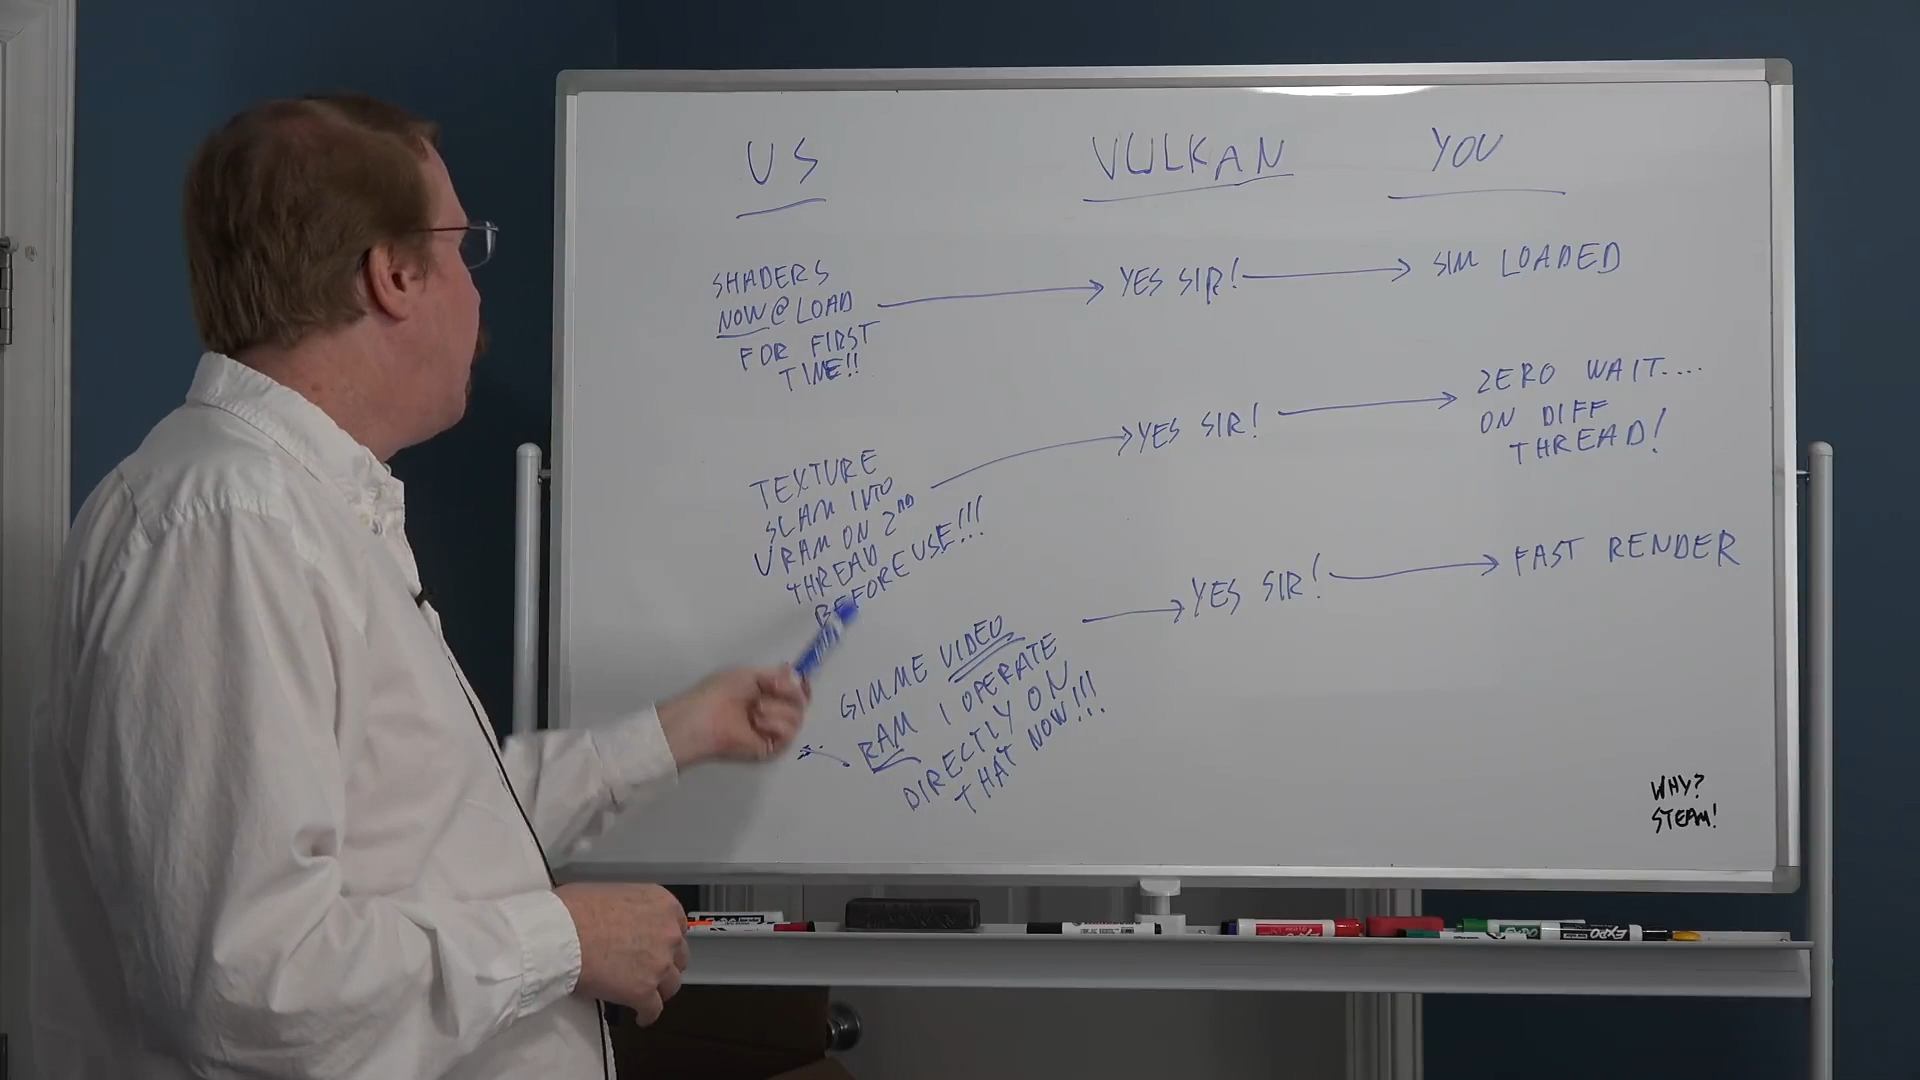 US
VULKAN
YOU
SHADERS
NOW @ LOAD
FOR FIRST
TIME!!
YES SIR!
SIM LOADED
TEXTURE
SLAM INTO
VRAM ON 2ND
THREAD
BEFORE USE!!!
YES SIR!
ZERO WAIT....
ON DIFF
THREAD!
GIMME VIDEO
RAM I OPERATE
DIRECTLY ON
THAT NOW!!!
YES SIR!
FAST RENDER
WHY?
STEAM!
EXPO
EXPO